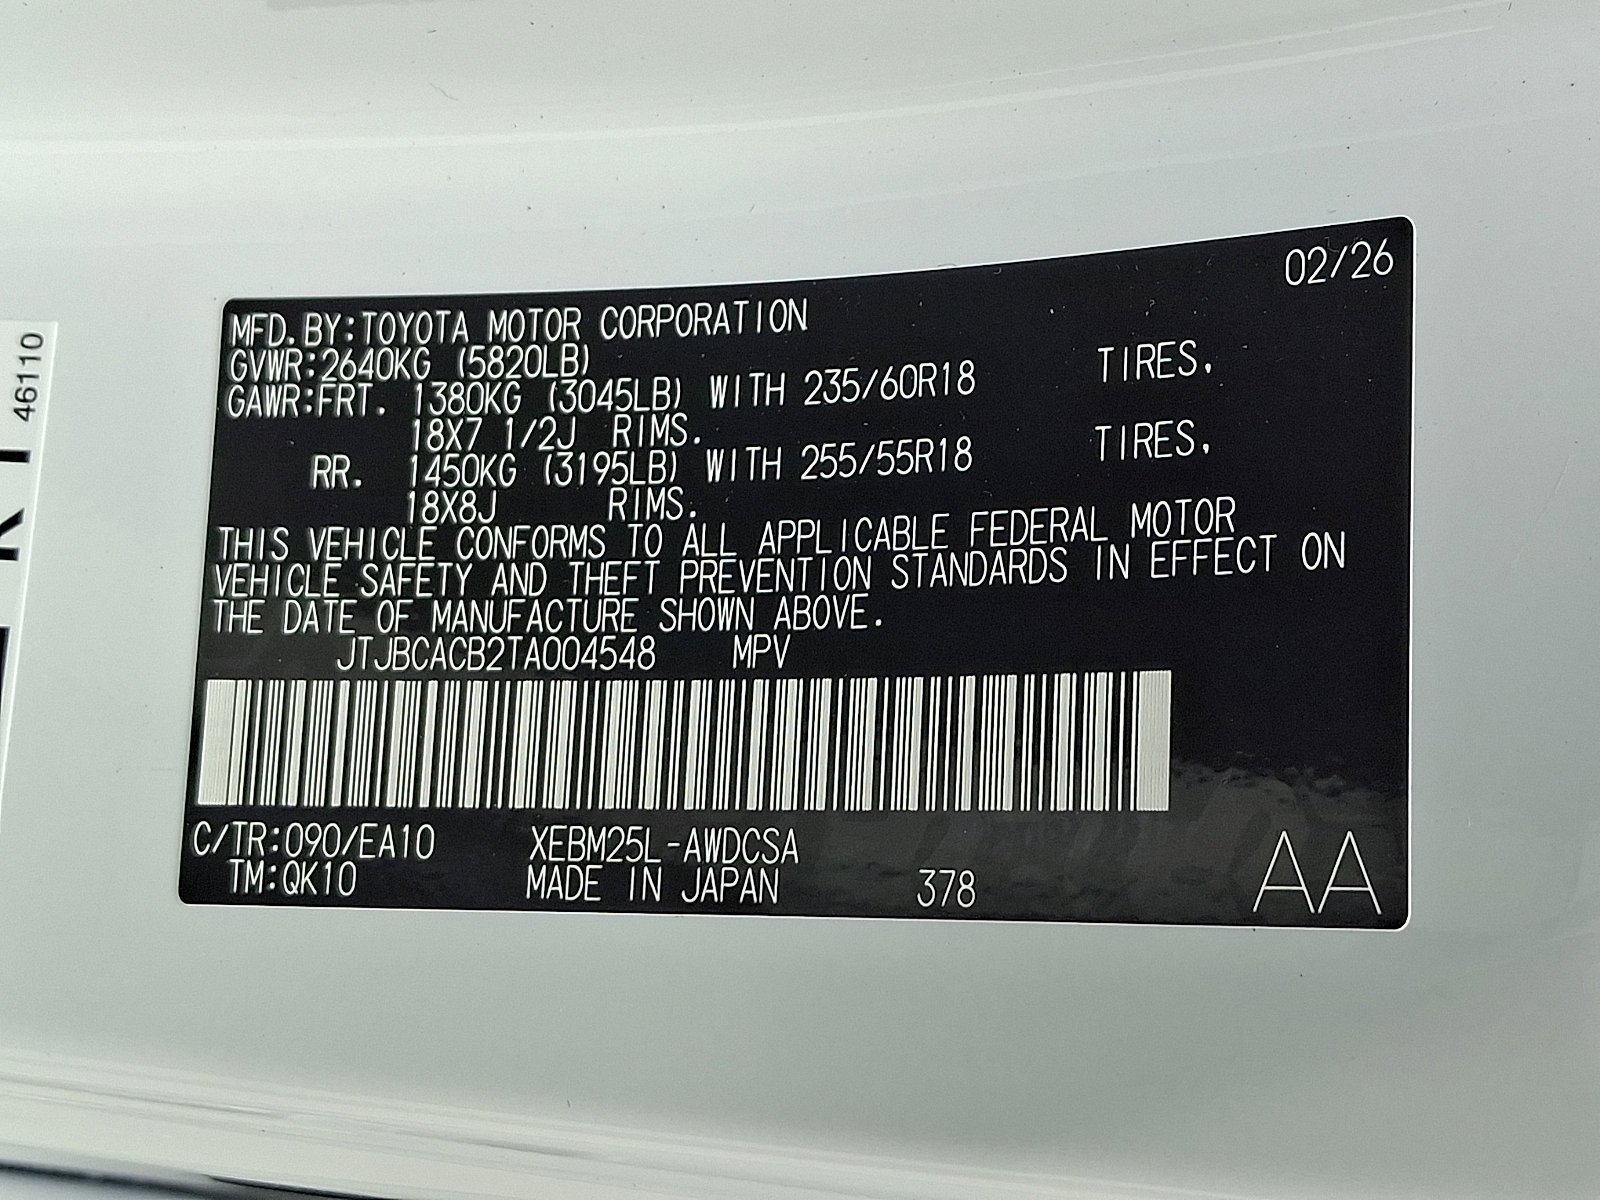 02/26
MFD.BY:TOYOTA MOTOR CORPORATION
GVWR:2640KG (5820LB)
GAWR:FRT. 1380KG (3045LB) WITH 235/60R18 TIRES,
18X7 1/2J RIMS.
RR. 1450KG (3195LB) WITH 255/55R18 TIRES,
18X8J RIMS.
THIS VEHICLE CONFORMS TO ALL APPLICABLE FEDERAL MOTOR
VEHICLE SAFETY AND THEFT PREVENTION STANDARDS IN EFFECT ON
THE DATE OF MANUFACTURE SHOWN ABOVE.
JTJBCACB2TA004548 MPV
C/TR:090/EA10 XEBM25L-AWDCSA
TM:QK10 MADE IN JAPAN 378 AA
46110